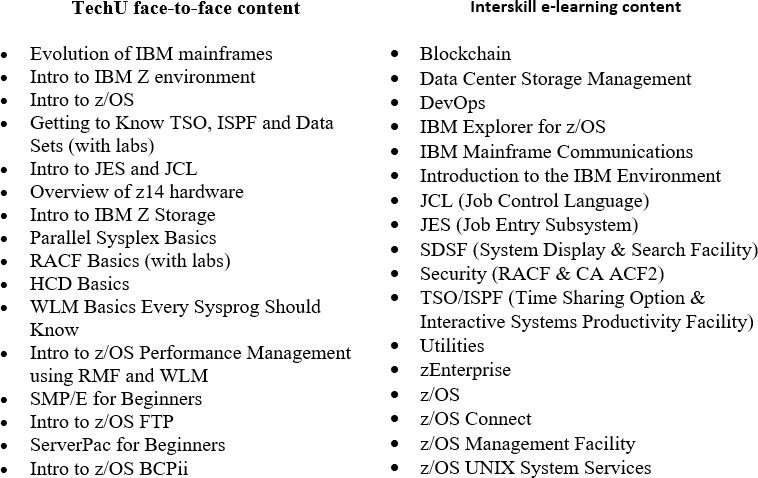 TechU face-to-face content
• Evolution of IBM mainframes
• Intro to IBM Z environment
• Intro to z/OS
• Getting to Know TSO, ISPF and Data
Sets (with labs)
• Intro to JES and JCL
• Overview of z14 hardware
• Intro to IBM Z Storage
• Parallel Sysplex Basics
• RACF Basics (with labs)
• HCD Basics
• WLM Basics Every Sysprog Should
Know
• Intro to z/OS Performance Management
using RMF and WLM
• SMP/E for Beginners
• Intro to z/OS FTP
• ServerPac for Beginners
• Intro to z/OS BCPii
Interskill e-learning content
• Blockchain
• Data Center Storage Management
• DevOps
• IBM Explorer for z/OS
• IBM Mainframe Communications
• Introduction to the IBM Environment
• JCL (Job Control Language)
• JES (Job Entry Subsystem)
• SDSF (System Display & Search Facility)
• Security (RACF & CA ACF2)
• TSO/ISPF (Time Sharing Option &
Interactive Systems Productivity Facility)
• Utilities
• zEnterprise
• z/OS
• z/OS Connect
• z/OS Management Facility
• z/OS UNIX System Services